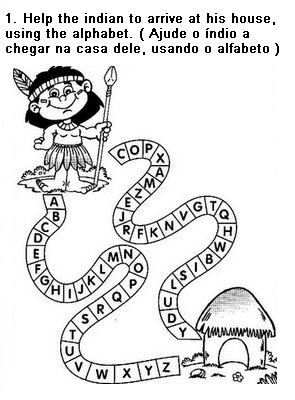 1. Help the indian to arrive at his house,
using the alphabet. ( Ajude o índio a
chegar na casa dele, usando o alfabeto )
A B C D E F G H I J K L M N O P Q R S T U V W X Y Z
C O P X A M Z E J R F K N V G T Q H W B I S L U D Y